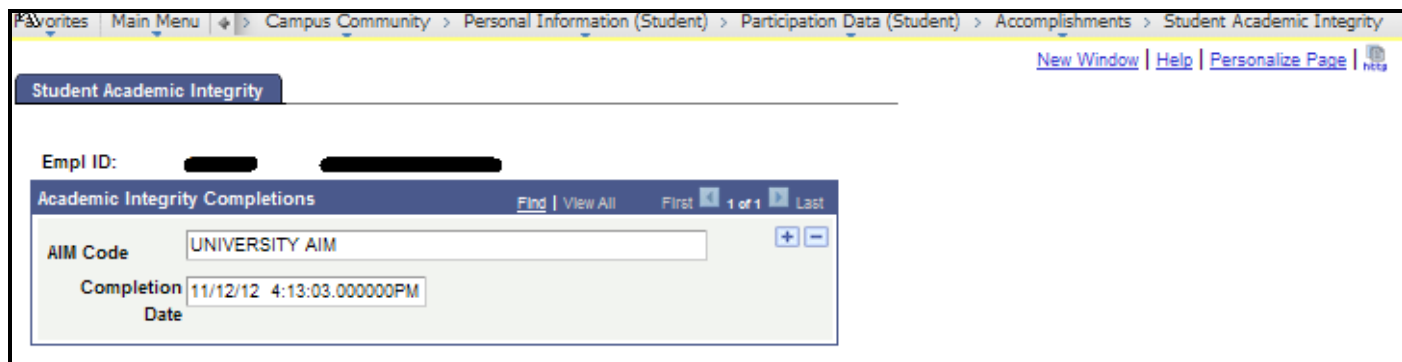 Favorites | Main Menu | > Campus Community > Personal Information (Student) > Participation Data (Student) > Accomplishments > Student Academic Integrity
New Window | Help | Personalize Page | http
Student Academic Integrity
Empl ID:
Academic Integrity Completions Find | View All First 1 of 1 Last
AIM Code UNIVERSITY AIM
Completion Date 11/12/12 4:13:03.000000PM